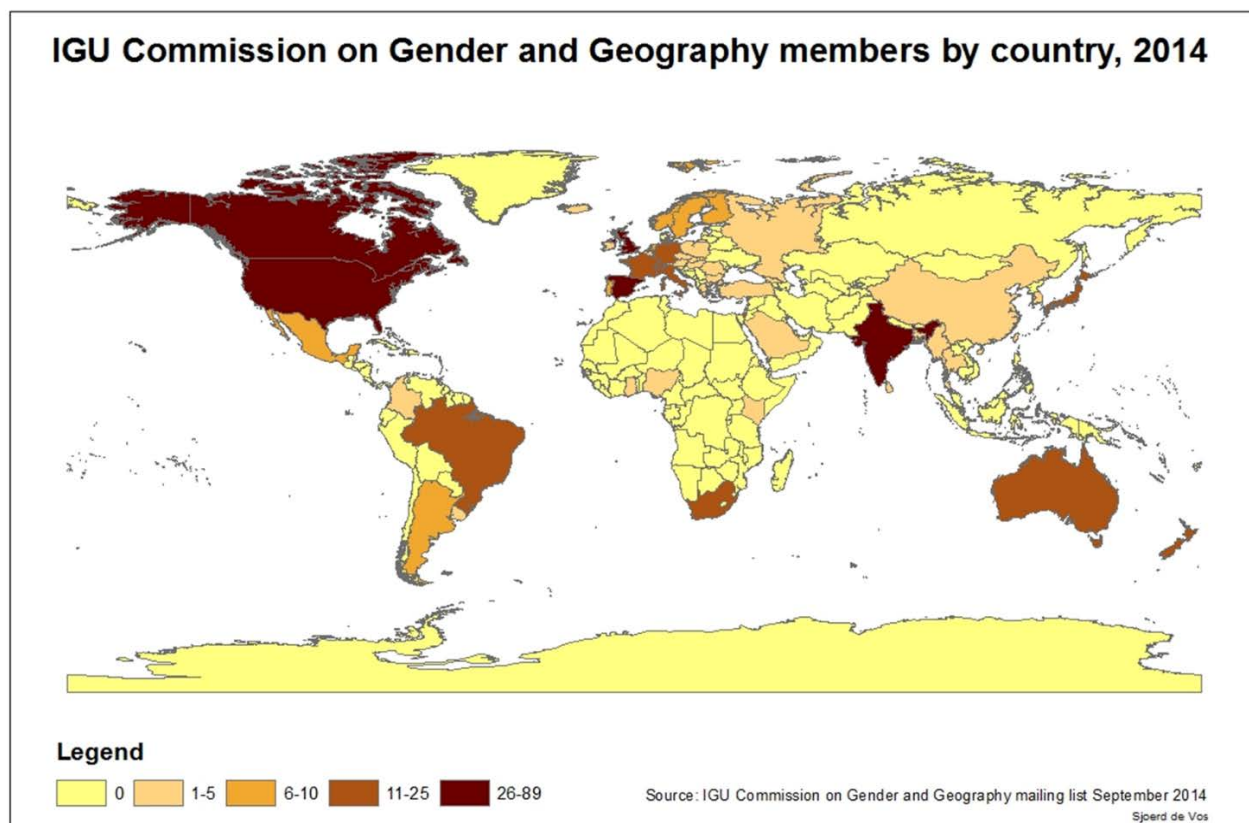 IGU Commission on Gender and Geography members by country, 2014
Legend
0 1-5 6-10 11-25 26-89
Source: IGU Commission on Gender and Geography mailing list September 2014
Sjoerd de Vos